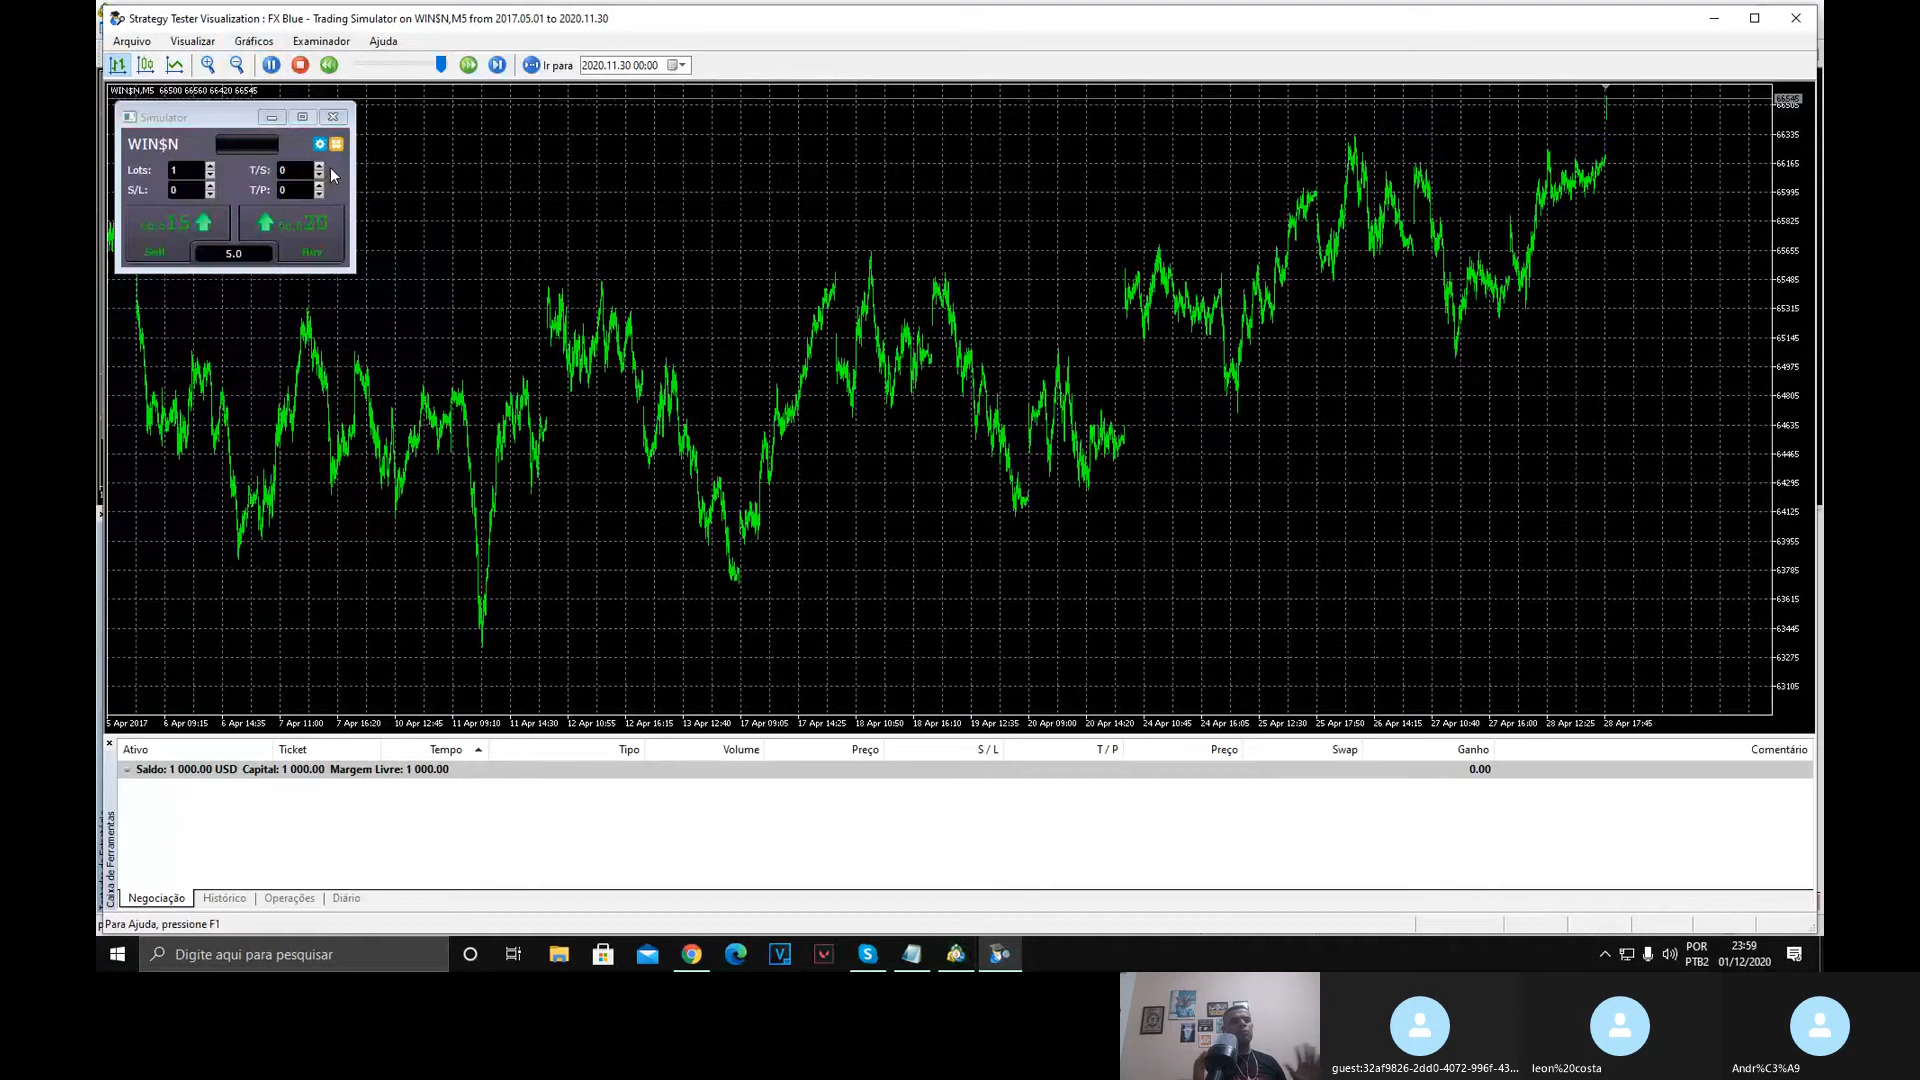 Strategy Tester Visualization : FX Blue - Trading Simulator on WIN$N,M5 from 2017.05.01 to 2020.11.30
Arquivo Visualizar Gráficos Examinador Ajuda
Ir para 2020.11.30 00:00
WIN$N,M5 66500 66560 66420 66545
Simulator
WIN$N
Lots: 1 T/S: 0
S/L: 0 T/P: 0
15 20
Sell 5.0 Buy
66545
66505
66335
66165
65995
65825
65655
65485
65315
65145
64975
64805
64635
64465
64295
64125
63955
63785
63615
63445
63275
63105
5 Apr 2017 6 Apr 09:15 6 Apr 14:35 7 Apr 11:00 7 Apr 16:20 10 Apr 12:45 11 Apr 09:10 11 Apr 14:30 12 Apr 10:55 12 Apr 16:15 13 Apr 12:40 17 Apr 09:05 17 Apr 14:25 18 Apr 10:50 18 Apr 16:10 19 Apr 12:35 20 Apr 09:00 20 Apr 14:20 24 Apr 10:45 24 Apr 16:05 25 Apr 12:30 25 Apr 17:50 26 Apr 14:15 27 Apr 10:40 27 Apr 16:00 28 Apr 12:25 28 Apr 17:45
Ativo Ticket Tempo Tipo Volume Preço S / L T / P Preço Swap Ganho Comentário
Saldo: 1 000.00 USD Capital: 1 000.00 Margem Livre: 1 000.00 0.00
Caixa de Ferramentas
Negociação Histórico Operações Diário
Para Ajuda, pressione F1
Digite aqui para pesquisar
POR
PTB2
23:59
01/12/2020
guest:32af9826-2dd0-4072-996f-43... leon%20costa Andr%C3%A9